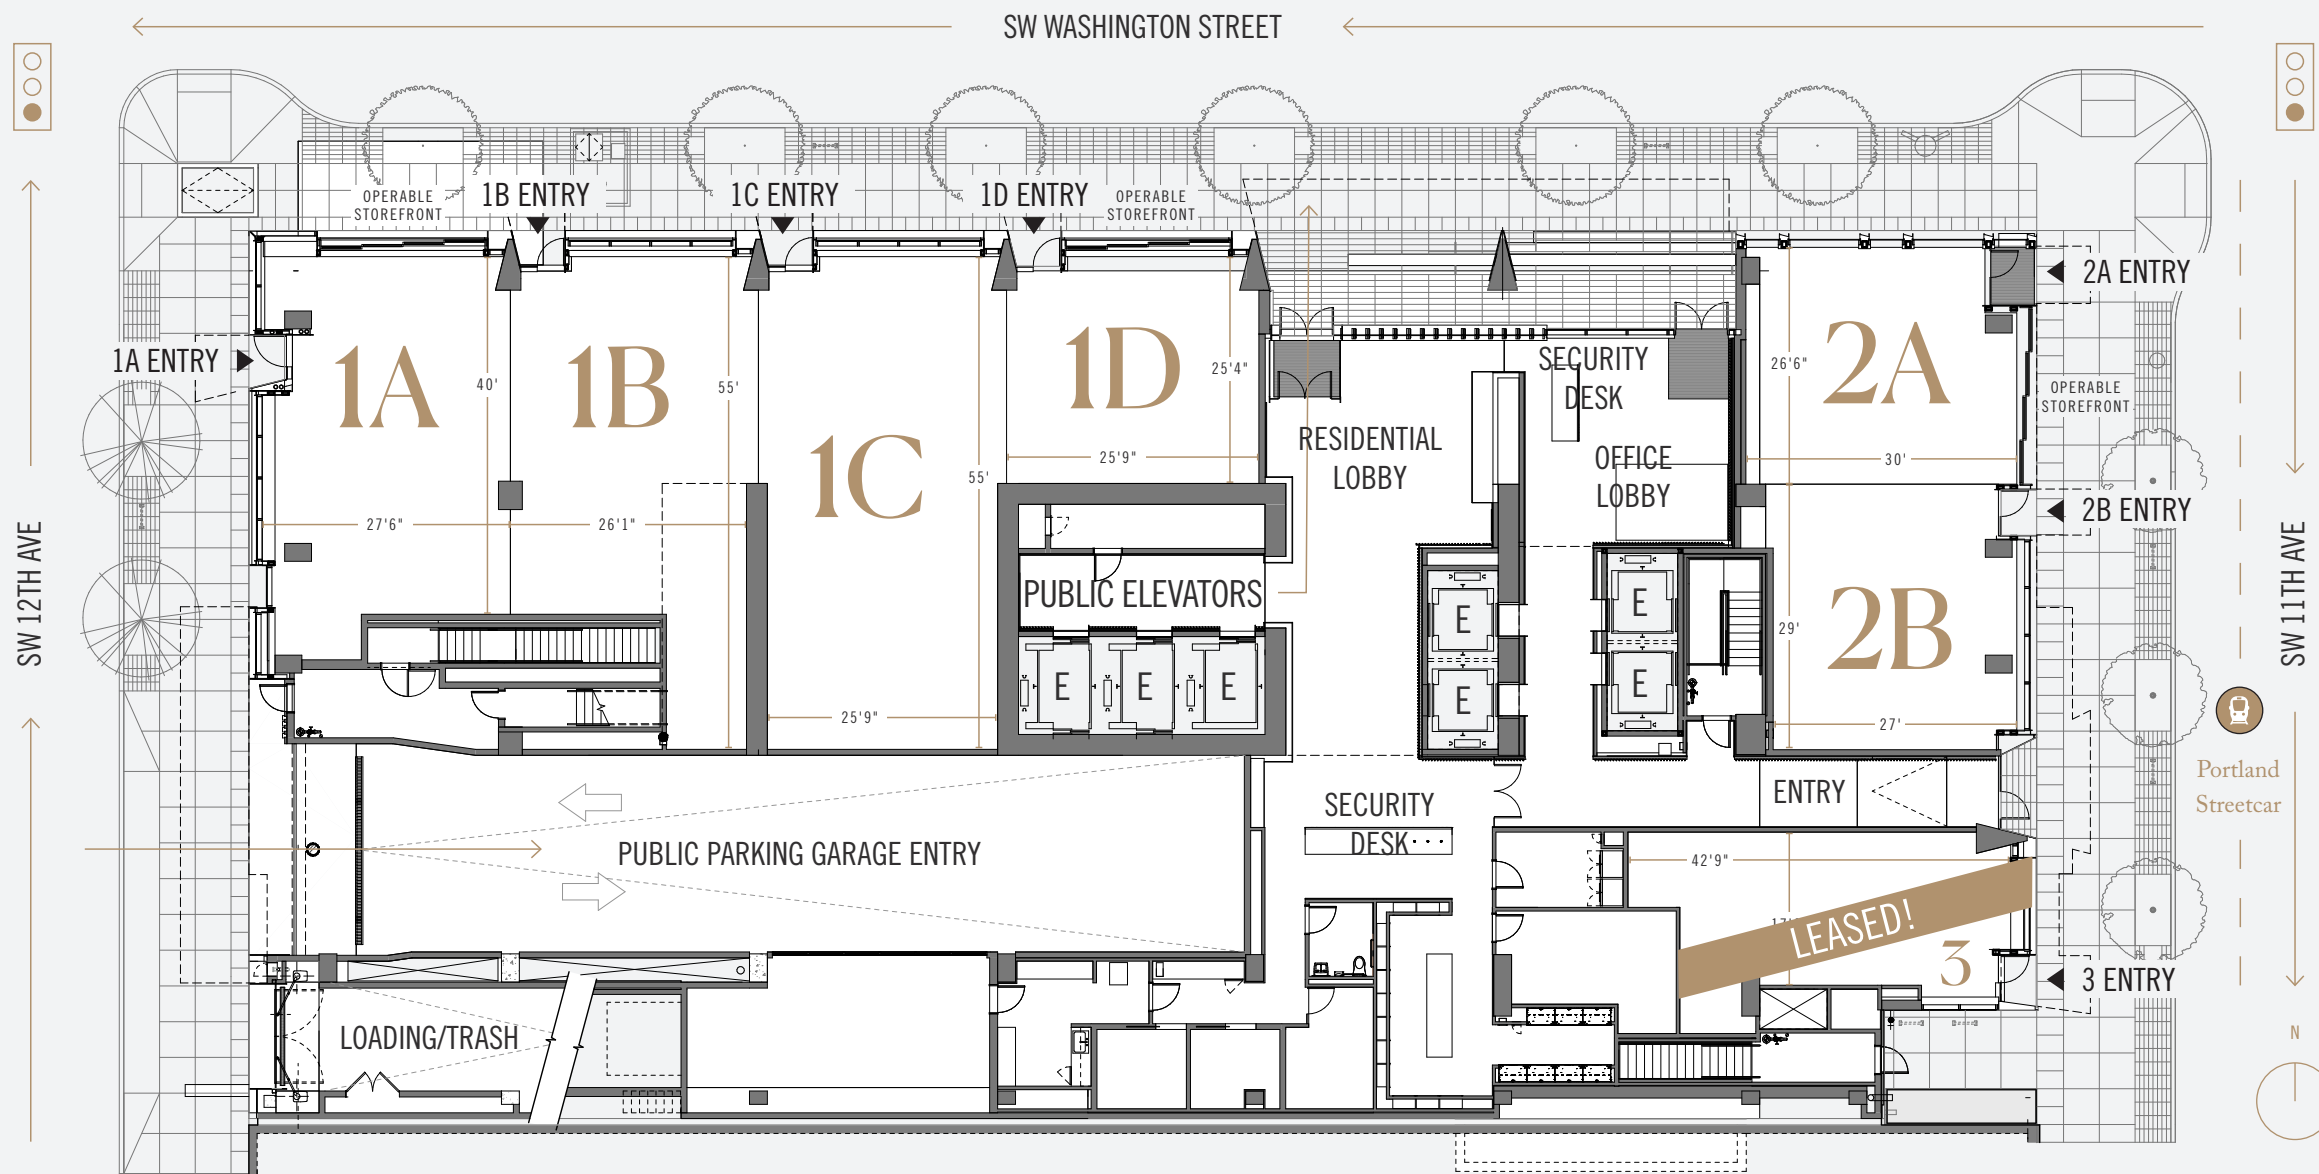 SW WASHINGTON STREET
OPERABLE
STOREFRONT
1B ENTRY
1C ENTRY
1D ENTRY
OPERABLE
STOREFRONT
2A ENTRY
1A ENTRY
1A
40'
1B
55'
1C
55'
1D
25'4"
25'9"
SECURITY
DESK
RESIDENTIAL
LOBBY
OFFICE
LOBBY
26'6"
2A
30'
OPERABLE
STOREFRONT
2B ENTRY
27'6"
26'1"
SW 12TH AVE
SW 11TH AVE
PUBLIC ELEVATORS
E
E
E
E
E
E
E
29'
2B
27'
25'9"
Portland
Streetcar
ENTRY
SECURITY
DESK
PUBLIC PARKING GARAGE ENTRY
42'9"
LEASED!
3
3 ENTRY
LOADING/TRASH
N